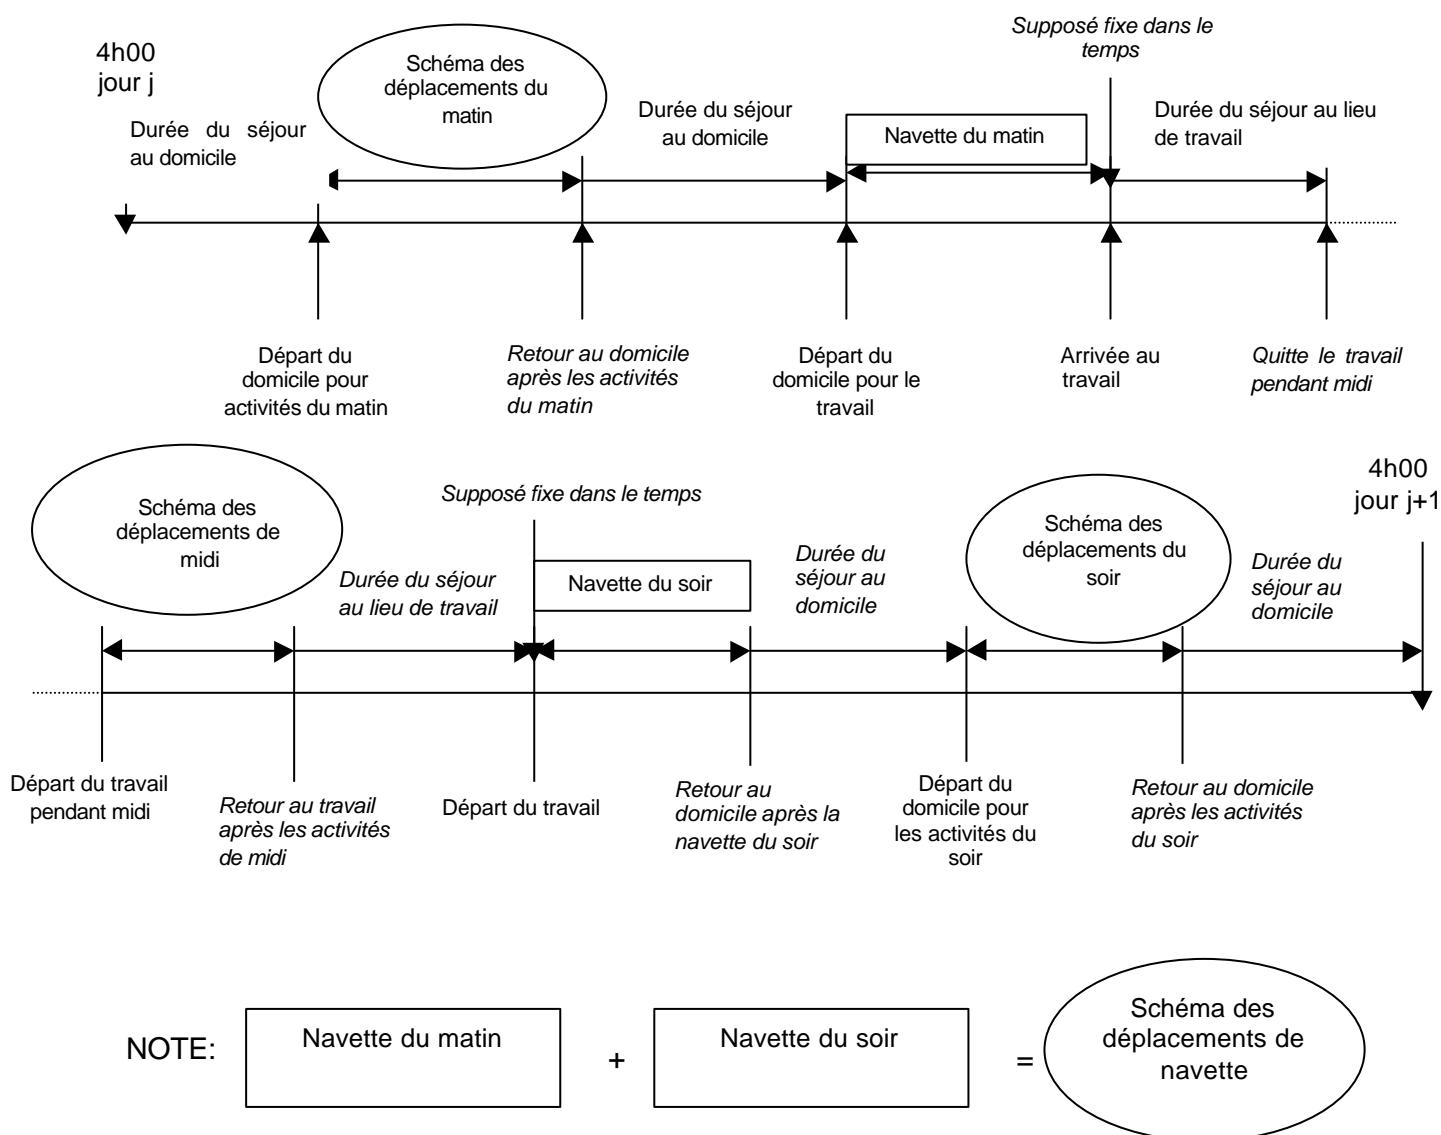 4h00
jour j
Durée du séjour
au domicile
Schéma des
déplacements du
matin
Durée du séjour
au domicile
Navette du matin
Supposé fixe dans le
temps
Durée du séjour au lieu
de travail
Départ du
domicile pour
activités du matin
Retour au domicile
après les activités
du matin
Départ du
domicile pour le
travail
Arrivée au
travail
Quitte le travail
pendant midi
Schéma des
déplacements de
midi
Durée du séjour
au lieu de travail
Supposé fixe dans le temps
Navette du soir
Durée du
séjour au
domicile
Schéma des
déplacements du
soir
Durée du
séjour au
domicile
4h00
jour j+1
Départ du travail
pendant midi
Retour au travail
après les activités
de midi
Départ du travail
Retour au
domicile après la
navette du soir
Départ du
domicile pour
les activités du
soir
Retour au domicile
après les activités
du soir
NOTE:
Navette du matin
+
Navette du soir
=
Schéma des
déplacements de
navette